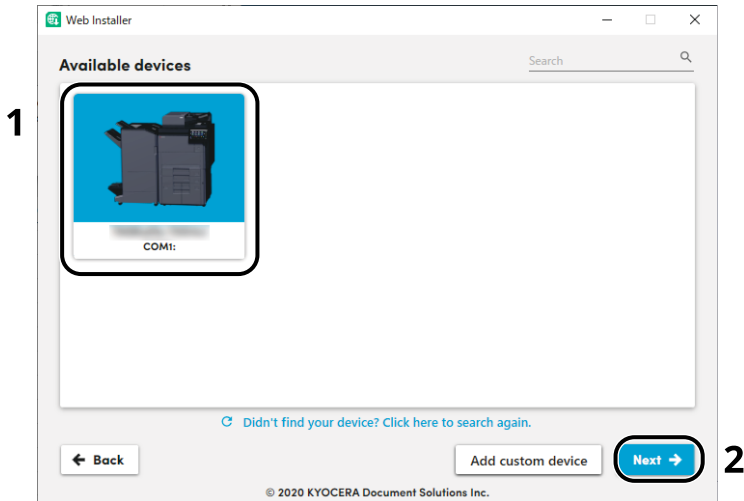 Web Installer
Available devices
Search
1
COM1:
Didn't find your device? Click here to search again.
Back
Add custom device
Next
2
© 2020 KYOCERA Document Solutions Inc.